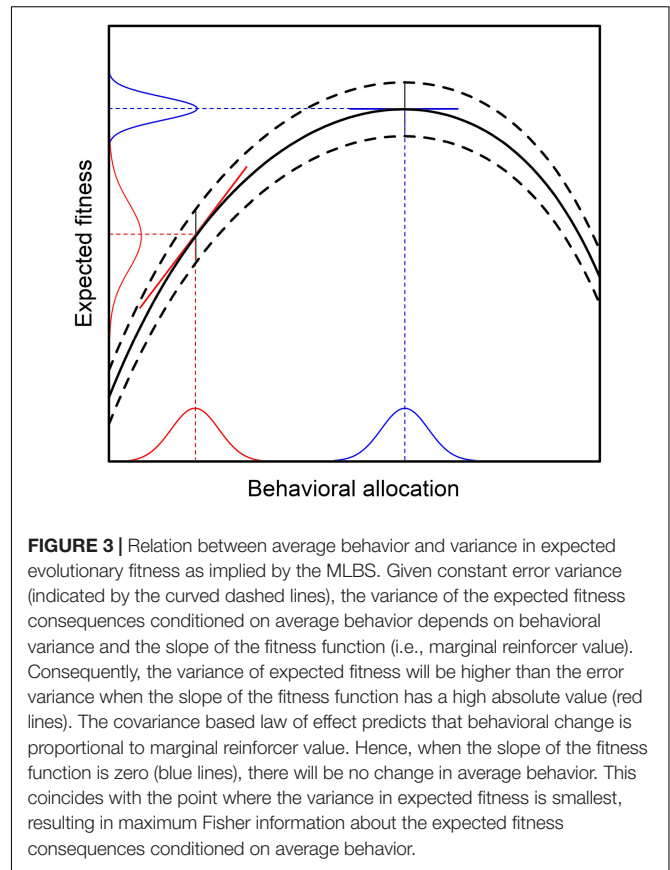 Expected fitness
Behavioral allocation
FIGURE 3 | Relation between average behavior and variance in expected
evolutionary fitness as implied by the MLBS. Given constant error variance
(indicated by the curved dashed lines), the variance of the expected fitness
consequences conditioned on average behavior depends on behavioral
variance and the slope of the fitness function (i.e., marginal reinforcer value).
Consequently, the variance of expected fitness will be higher than the error
variance when the slope of the fitness function has a high absolute value (red
lines). The covariance based law of effect predicts that behavioral change is
proportional to marginal reinforcer value. Hence, when the slope of the fitness
function is zero (blue lines), there will be no change in average behavior. This
coincides with the point where the variance in expected fitness is smallest,
resulting in maximum Fisher information about the expected fitness
consequences conditioned on average behavior.